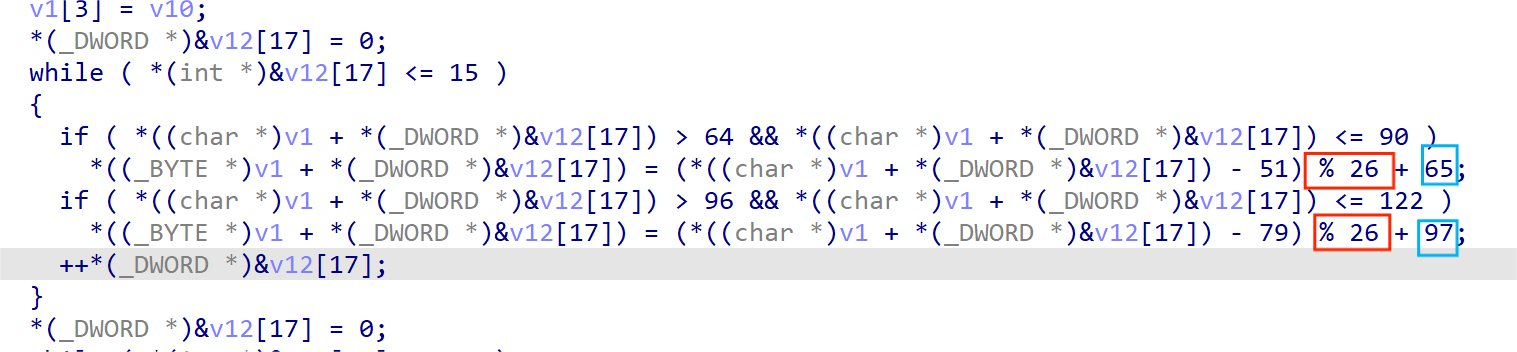 v1[3] = v10;
*(_DWORD *)&v12[17] = 0;
while ( *(int *)&v12[17] <= 15 )
{
if ( *((char *)v1 + *(_DWORD *)&v12[17]) > 64 && *((char *)v1 + *(_DWORD *)&v12[17]) <= 90 )
*((_BYTE *)v1 + *(_DWORD *)&v12[17]) = (*((char *)v1 + *(_DWORD *)&v12[17]) - 51) % 26 + 65;
if ( *((char *)v1 + *(_DWORD *)&v12[17]) > 96 && *((char *)v1 + *(_DWORD *)&v12[17]) <= 122 )
*((_BYTE *)v1 + *(_DWORD *)&v12[17]) = (*((char *)v1 + *(_DWORD *)&v12[17]) - 79) % 26 + 97;
++*(_DWORD *)&v12[17];
}
*(_DWORD *)&v12[17] = 0;